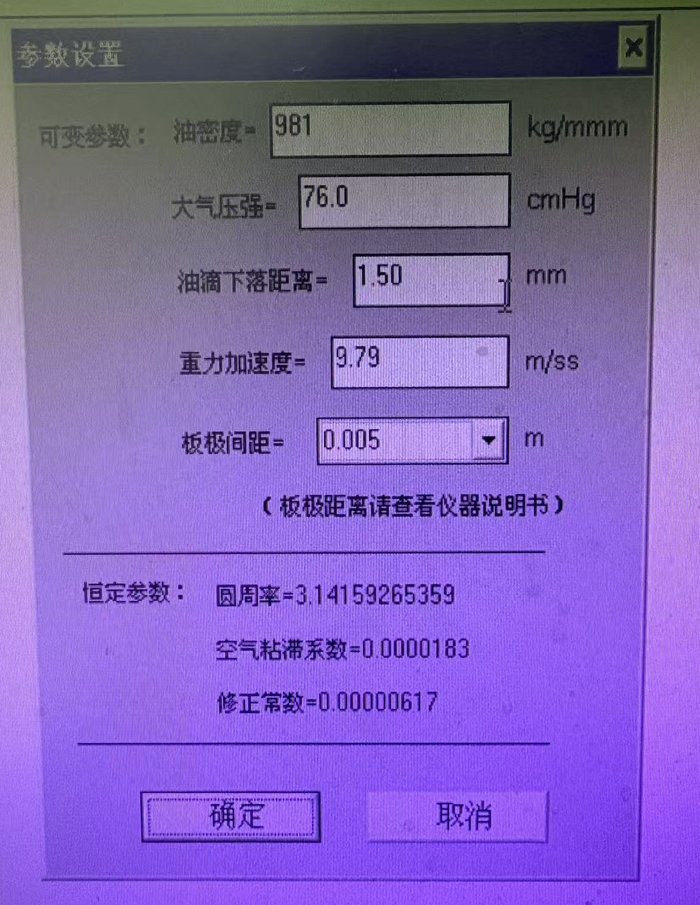 参数设置
可变参数： 油密度= 981 kg/mmm
大气压强= 76.0 cmHg
油滴下落距离= 1.50 mm
重力加速度= 9.79 m/ss
板极间距= 0.005 m
（板极距离请查看仪器说明书）
恒定参数： 圆周率=3.14159265359
空气粘滞系数=0.0000183
修正常数=0.00000617
确定 取消